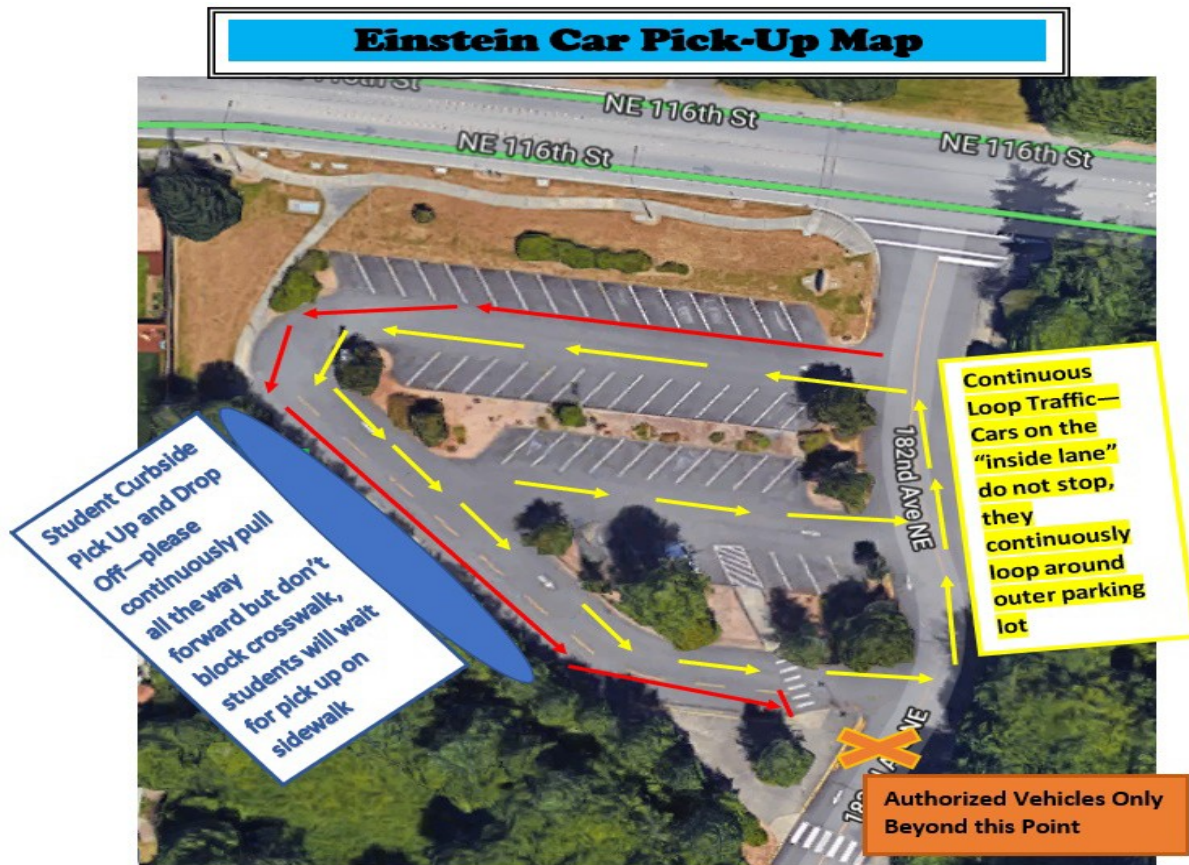 Einstein Car Pick-Up Map
NE 116th St
NE 116th St
NE 116th St
Continuous
Loop Traffic—
Cars on the
“inside lane”
do not stop,
they
continuously
loop around
outer parking
lot
182nd Ave NE
Student Curbside
Pick Up and Drop
Off—please
continuously pull
all the way
forward but don’t
block crosswalk,
students will wait
for pick up on
sidewalk
NE
Authorized Vehicles Only
Beyond this Point